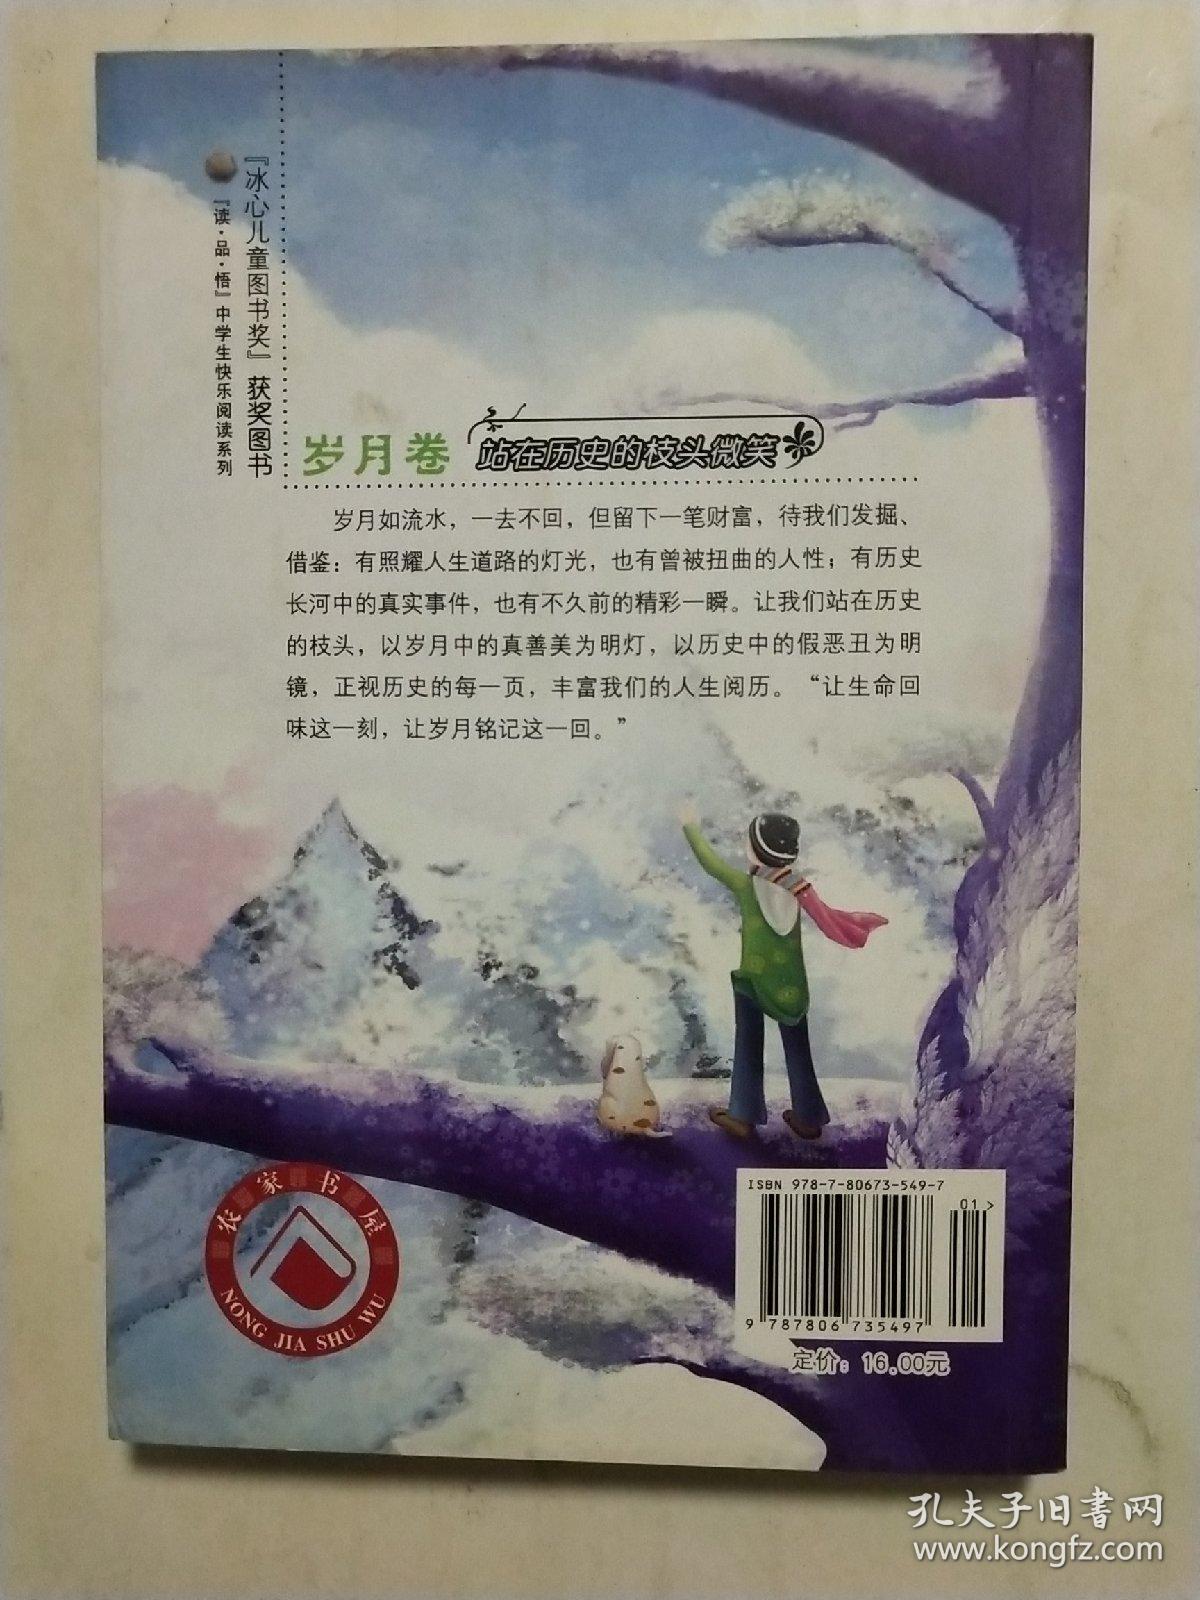 『冰心儿童图书奖』获奖图书
『读·品·悟』中学生快乐阅读系列
岁月卷 站在历史的枝头微笑
岁月如流水，一去不回，但留下一笔财富，待我们发掘、
借鉴：有照耀人生道路的灯光，也有曾被扭曲的人性；有历史
长河中的真实事件，也有不久前的精彩一瞬。让我们站在历史
的枝头，以岁月中的真善美为明灯，以历史中的假恶丑为明
镜，正视历史的每一页，丰富我们的人生阅历。“让生命回
味这一刻，让岁月铭记这一回。”
农家书屋
NONG JIA SHU WU
ISBN 978-7-80673-549-7
01>
9 787806 735497
定价：16.00元
孔夫子旧书网
www.kongfz.com